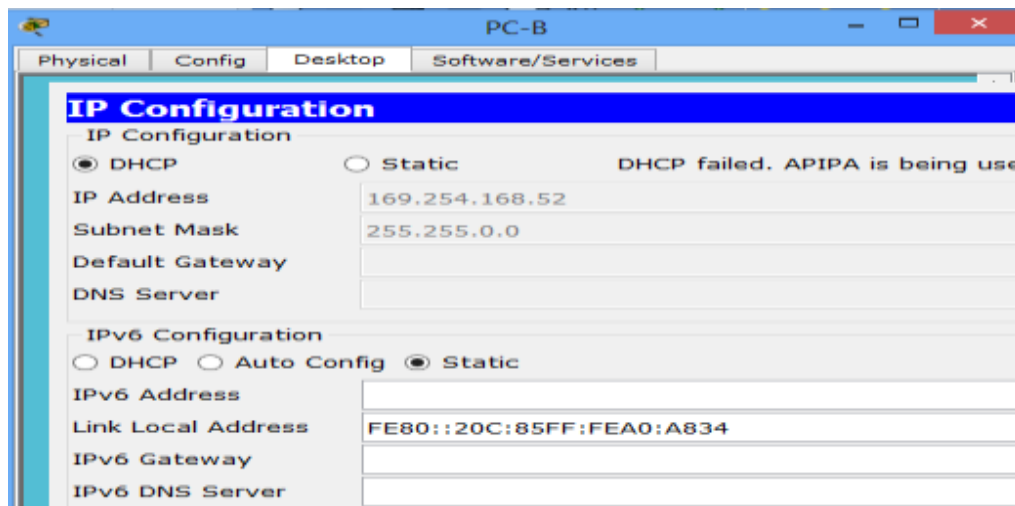 PC-B
Physical Config Desktop Software/Services
IP Configuration
IP Configuration
DHCP Static DHCP failed. APIPA is being use
IP Address 169.254.168.52
Subnet Mask 255.255.0.0
Default Gateway
DNS Server
IPv6 Configuration
DHCP Auto Config Static
IPv6 Address
Link Local Address FE80::20C:85FF:FEA0:A834
IPv6 Gateway
IPv6 DNS Server